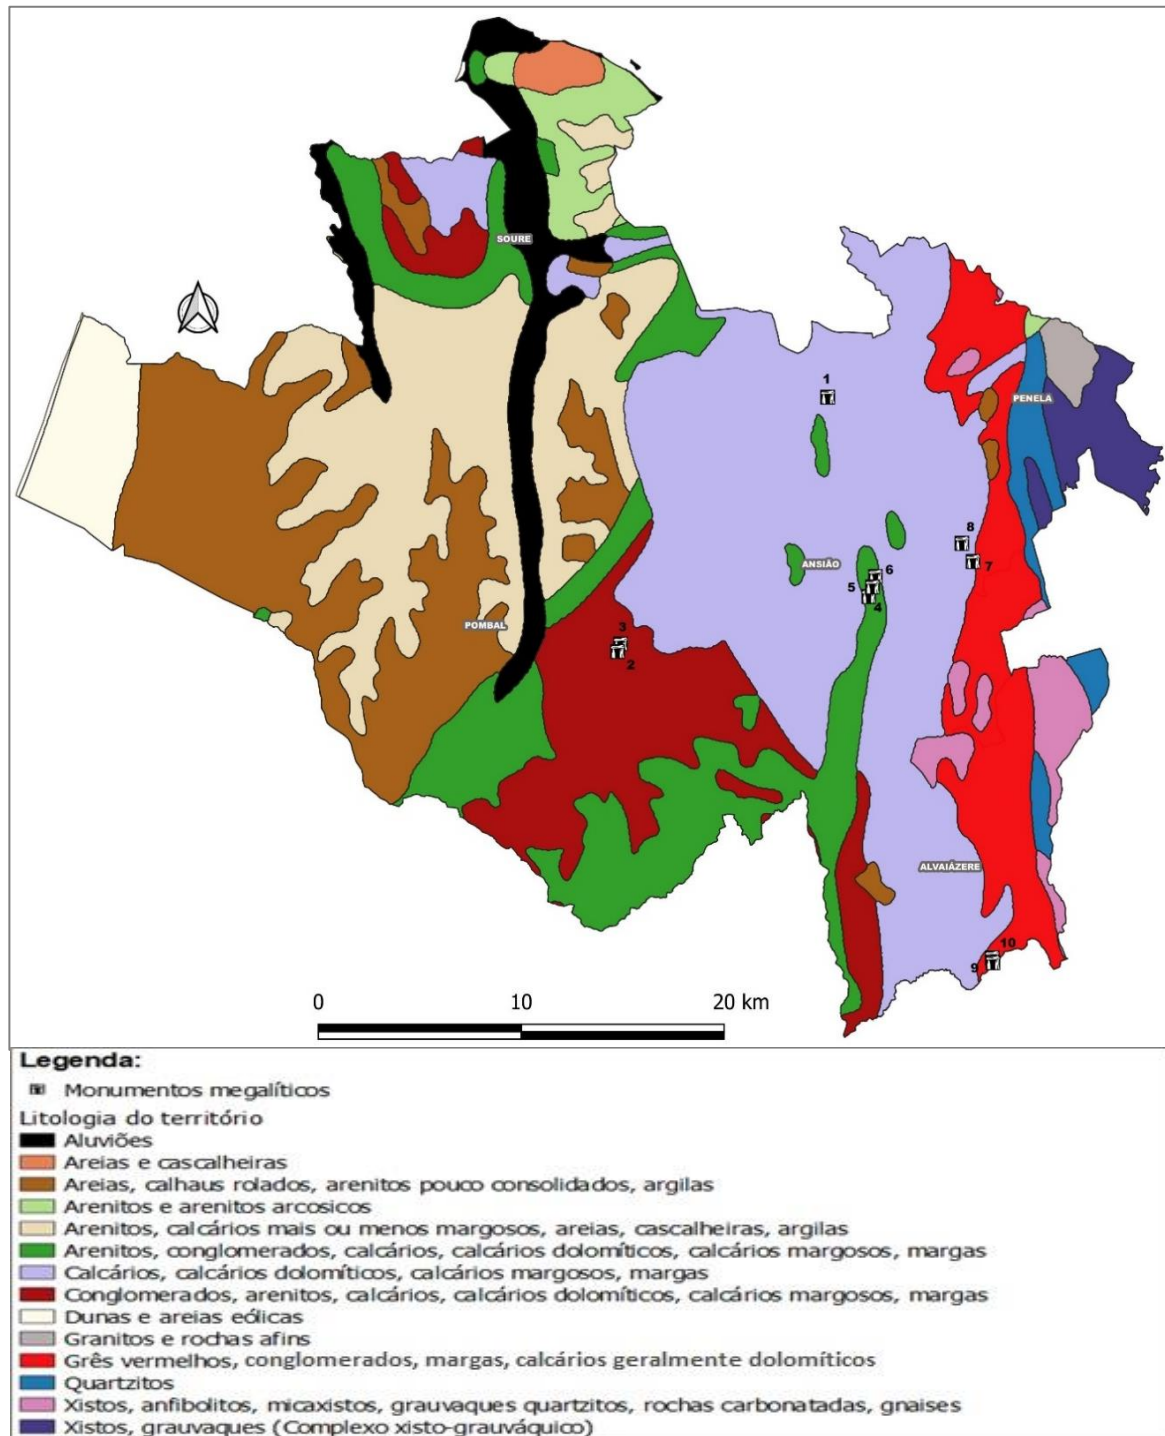 SOURE
1
PENELA
8
7
ANSIÃO
6
5
4
POMBAL
3
2
ALVAIÁZERE
10
9
0 10 20 km
Legenda:
Monumentos megalíticos
Litologia do território
Aluviões
Areias e cascalheiras
Areias, calhaus rolados, arenitos pouco consolidados, argilas
Arenitos e arenitos arcosicos
Arenitos, calcários mais ou menos margosos, areias, cascalheiras, argilas
Arenitos, conglomerados, calcários, calcários dolomíticos, calcários margosos, margas
Calcários, calcários dolomíticos, calcários margosos, margas
Conglomerados, arenitos, calcários, calcários dolomíticos, calcários margosos, margas
Dunas e areias eólicas
Granitos e rochas afins
Grês vermelhos, conglomerados, margas, calcários geralmente dolomíticos
Quartzitos
Xistos, anfibolitos, micaxistos, grauvaques quartzitos, rochas carbonatadas, gnaises
Xistos, grauvaques (Complexo xisto-grauváquico)